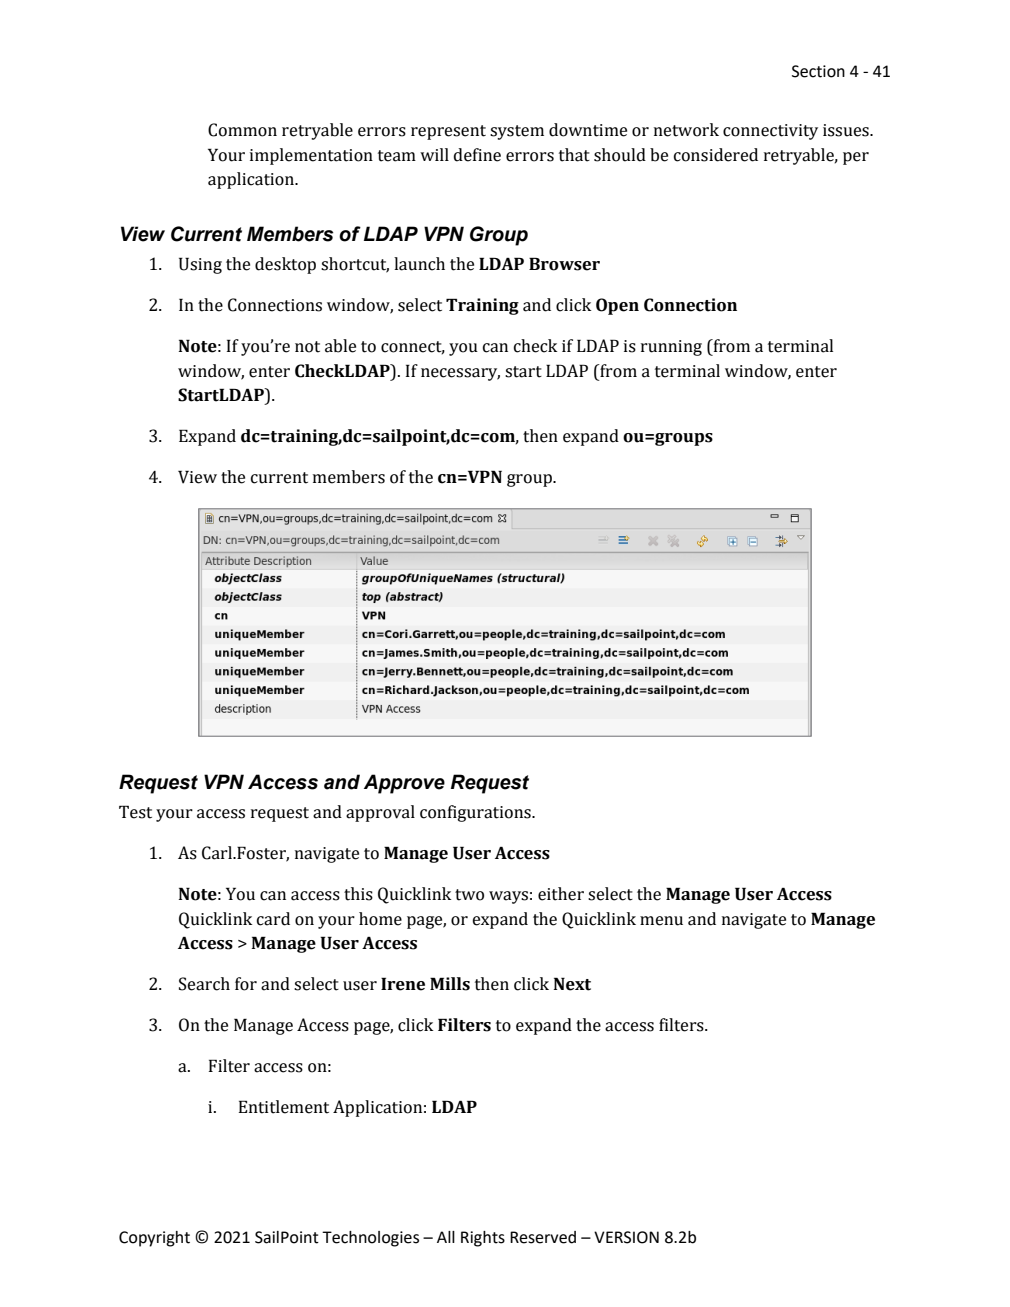 Section 4 - 41
Common retryable errors represent system downtime or network connectivity issues.
Your implementation team will define errors that should be considered retryable, per
application.
View Current Members of LDAP VPN Group
1. Using the desktop shortcut, launch the LDAP Browser
2. In the Connections window, select Training and click Open Connection
Note: If you’re not able to connect, you can check if LDAP is running (from a terminal
window, enter CheckLDAP). If necessary, start LDAP (from a terminal window, enter
StartLDAP).
3. Expand dc=training,dc=sailpoint,dc=com, then expand ou=groups
4. View the current members of the cn=VPN group.
cn=VPN,ou=groups,dc=training,dc=sailpoint,dc=com
DN: cn=VPN,ou=groups,dc=training,dc=sailpoint,dc=com
Attribute Description Value
objectClass groupOfUniqueNames (structural)
objectClass top (abstract)
cn VPN
uniqueMember cn=Cori.Garrett,ou=people,dc=training,dc=sailpoint,dc=com
uniqueMember cn=James.Smith,ou=people,dc=training,dc=sailpoint,dc=com
uniqueMember cn=Jerry.Bennett,ou=people,dc=training,dc=sailpoint,dc=com
uniqueMember cn=Richard.Jackson,ou=people,dc=training,dc=sailpoint,dc=com
description VPN Access
Request VPN Access and Approve Request
Test your access request and approval configurations.
1. As Carl.Foster, navigate to Manage User Access
Note: You can access this Quicklink two ways: either select the Manage User Access
Quicklink card on your home page, or expand the Quicklink menu and navigate to Manage
Access > Manage User Access
2. Search for and select user Irene Mills then click Next
3. On the Manage Access page, click Filters to expand the access filters.
a. Filter access on:
i. Entitlement Application: LDAP
Copyright © 2021 SailPoint Technologies – All Rights Reserved – VERSION 8.2b